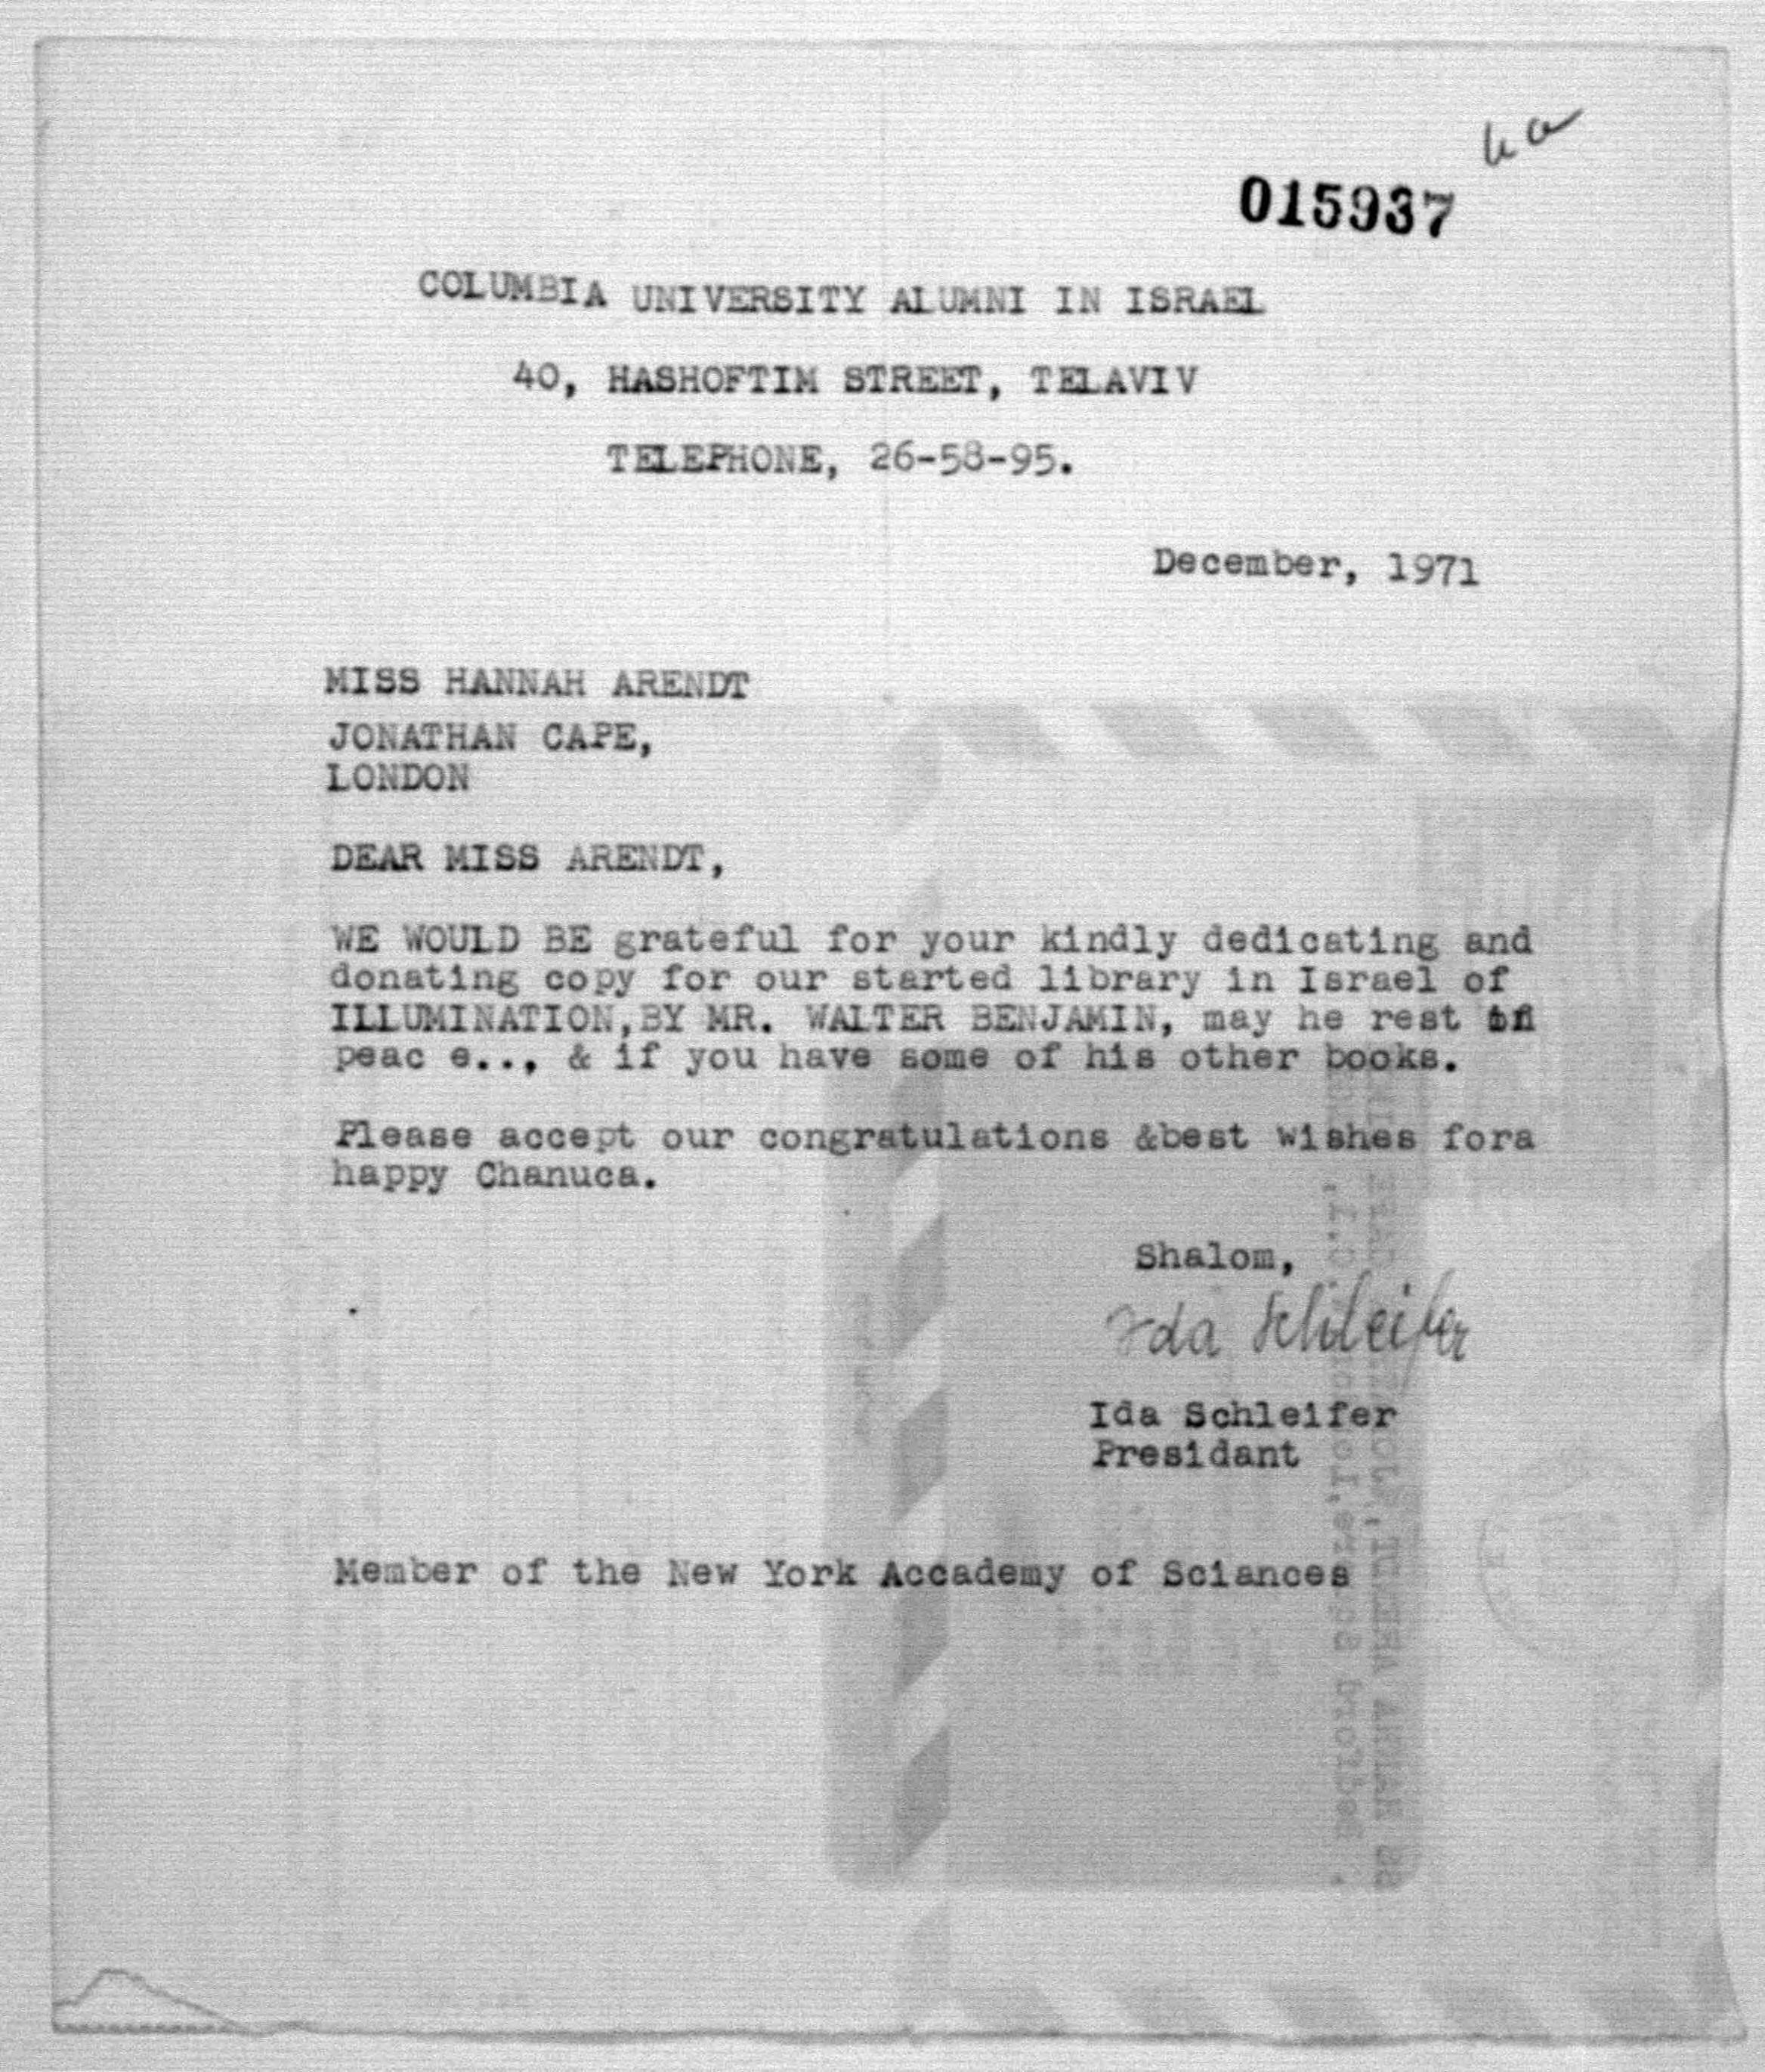 015937
COLUMBIA UNIVERSITY ALUMNI IN ISRAEL
40, HASHOFTIM STREET, TELAVIV
TELEPHONE, 26-58-95.
December, 1971
MISS HANNAH ARENDT
JONATHAN CAPE,
LONDON
DEAR MISS ARENDT,
WE WOULD BE grateful for your kindly dedicating and
donating copy for our started library in Israel of
ILLUMINATION,BY MR. WALTER BENJAMIN, may he rest in
peac e.., & if you have some of his other books.
Please accept our congratulations &best wishes fora
happy Chanuca.
Shalom,
Ida Schleifer
Ida Schleifer
Presidant
Member of the New York Accademy of Sciances